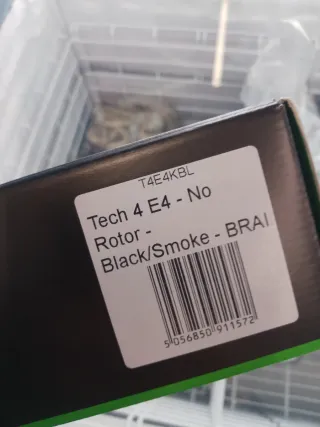 T4E4KBL
Tech 4 E4 - No
Rotor -
Black/Smoke - BRAI
5 056850 911572